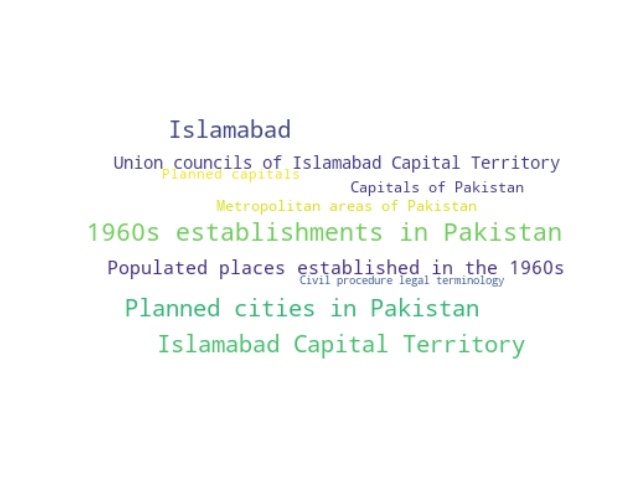 Islamabad
Union councils of Islamabad Capital Territory
Planned capitals
Capitals of Pakistan
Metropolitan areas of Pakistan
1960s establishments in Pakistan
Populated places established in the 1960s
Civil procedure legal terminology
Planned cities in Pakistan
Islamabad Capital Territory